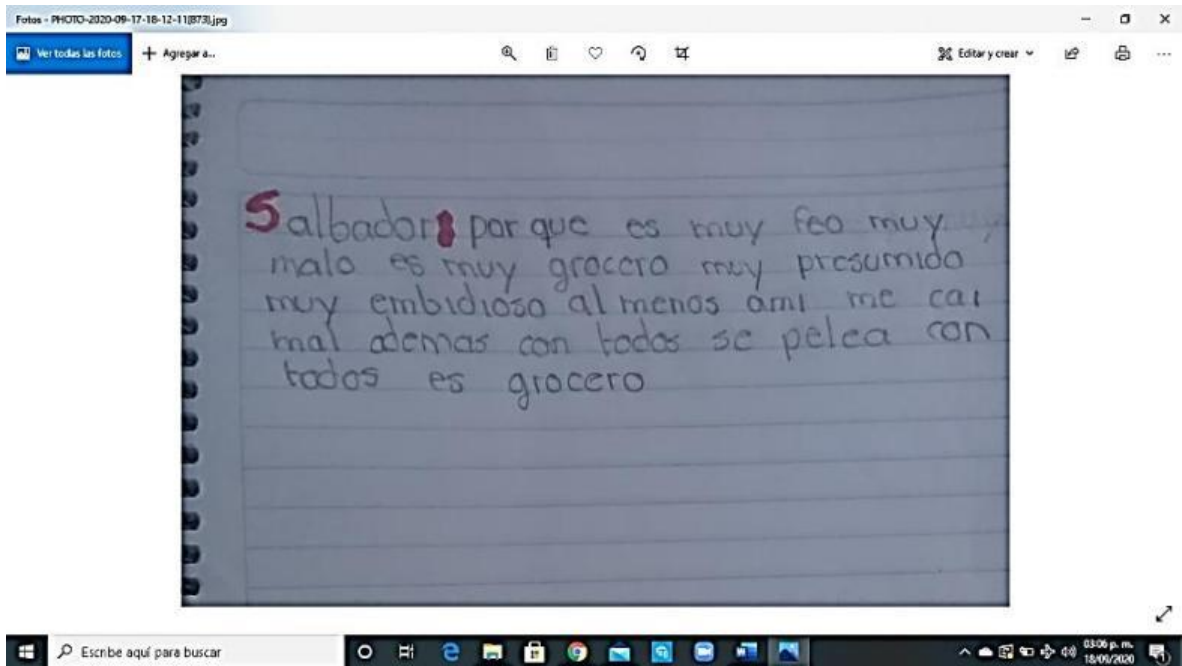 Fotos - PHOTO-2020-09-17-18-12-11(873).jpg
Ver todas las fotos
Agregar a...
Editar y crear
Salbador por que es muy feo muy
malo es muy grocero muy presumido
muy embidioso al menos ami me cai
mal ademas con todos se pelea con
todos es grocero
Escribe aquí para buscar
03:06 p. m.
18/09/2020